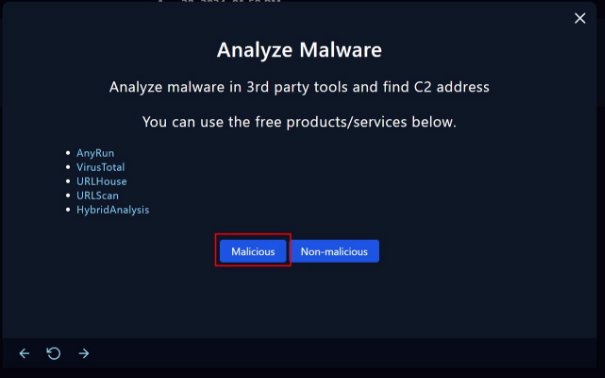 Analyze Malware
Analyze malware in 3rd party tools and find C2 address
You can use the free products/services below.
AnyRun
VirusTotal
URLHouse
URLScan
HybridAnalysis
Malicious Non-malicious